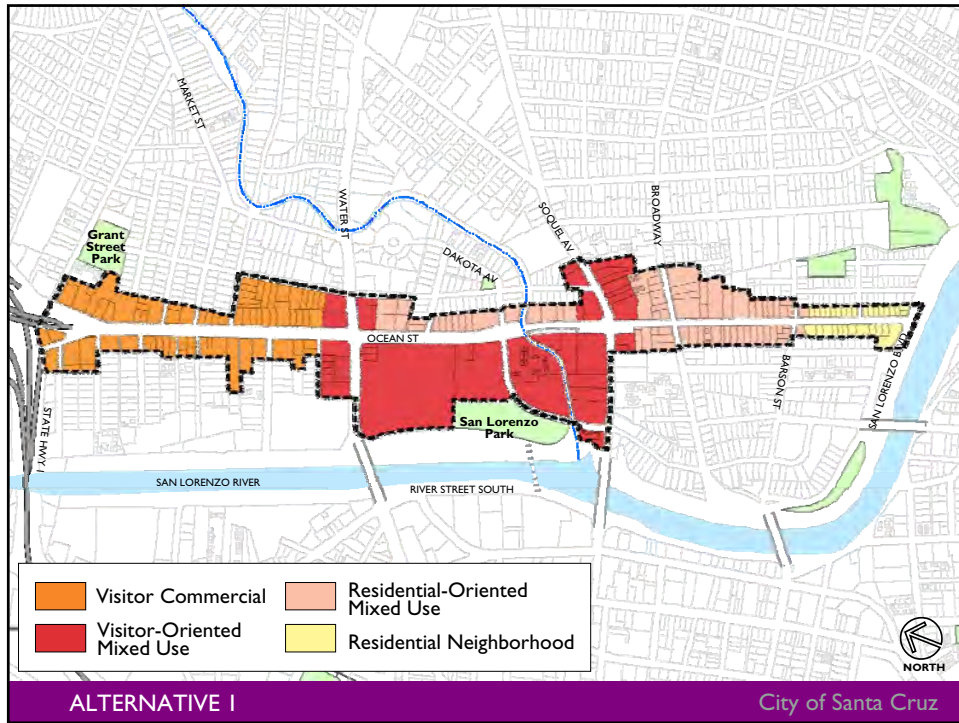 MARKET ST
WATER ST
SOQUEL AV
BROADWAY
DAKOTA AV
Grant
Street
Park
OCEAN ST
BARSON ST
SAN LORENZO BLVD
STATE HWY 1
San Lorenzo
Park
SAN LORENZO RIVER
RIVER STREET SOUTH
Visitor Commercial
Visitor-Oriented
Mixed Use
Residential-Oriented
Mixed Use
Residential Neighborhood
NORTH
ALTERNATIVE 1
City of Santa Cruz